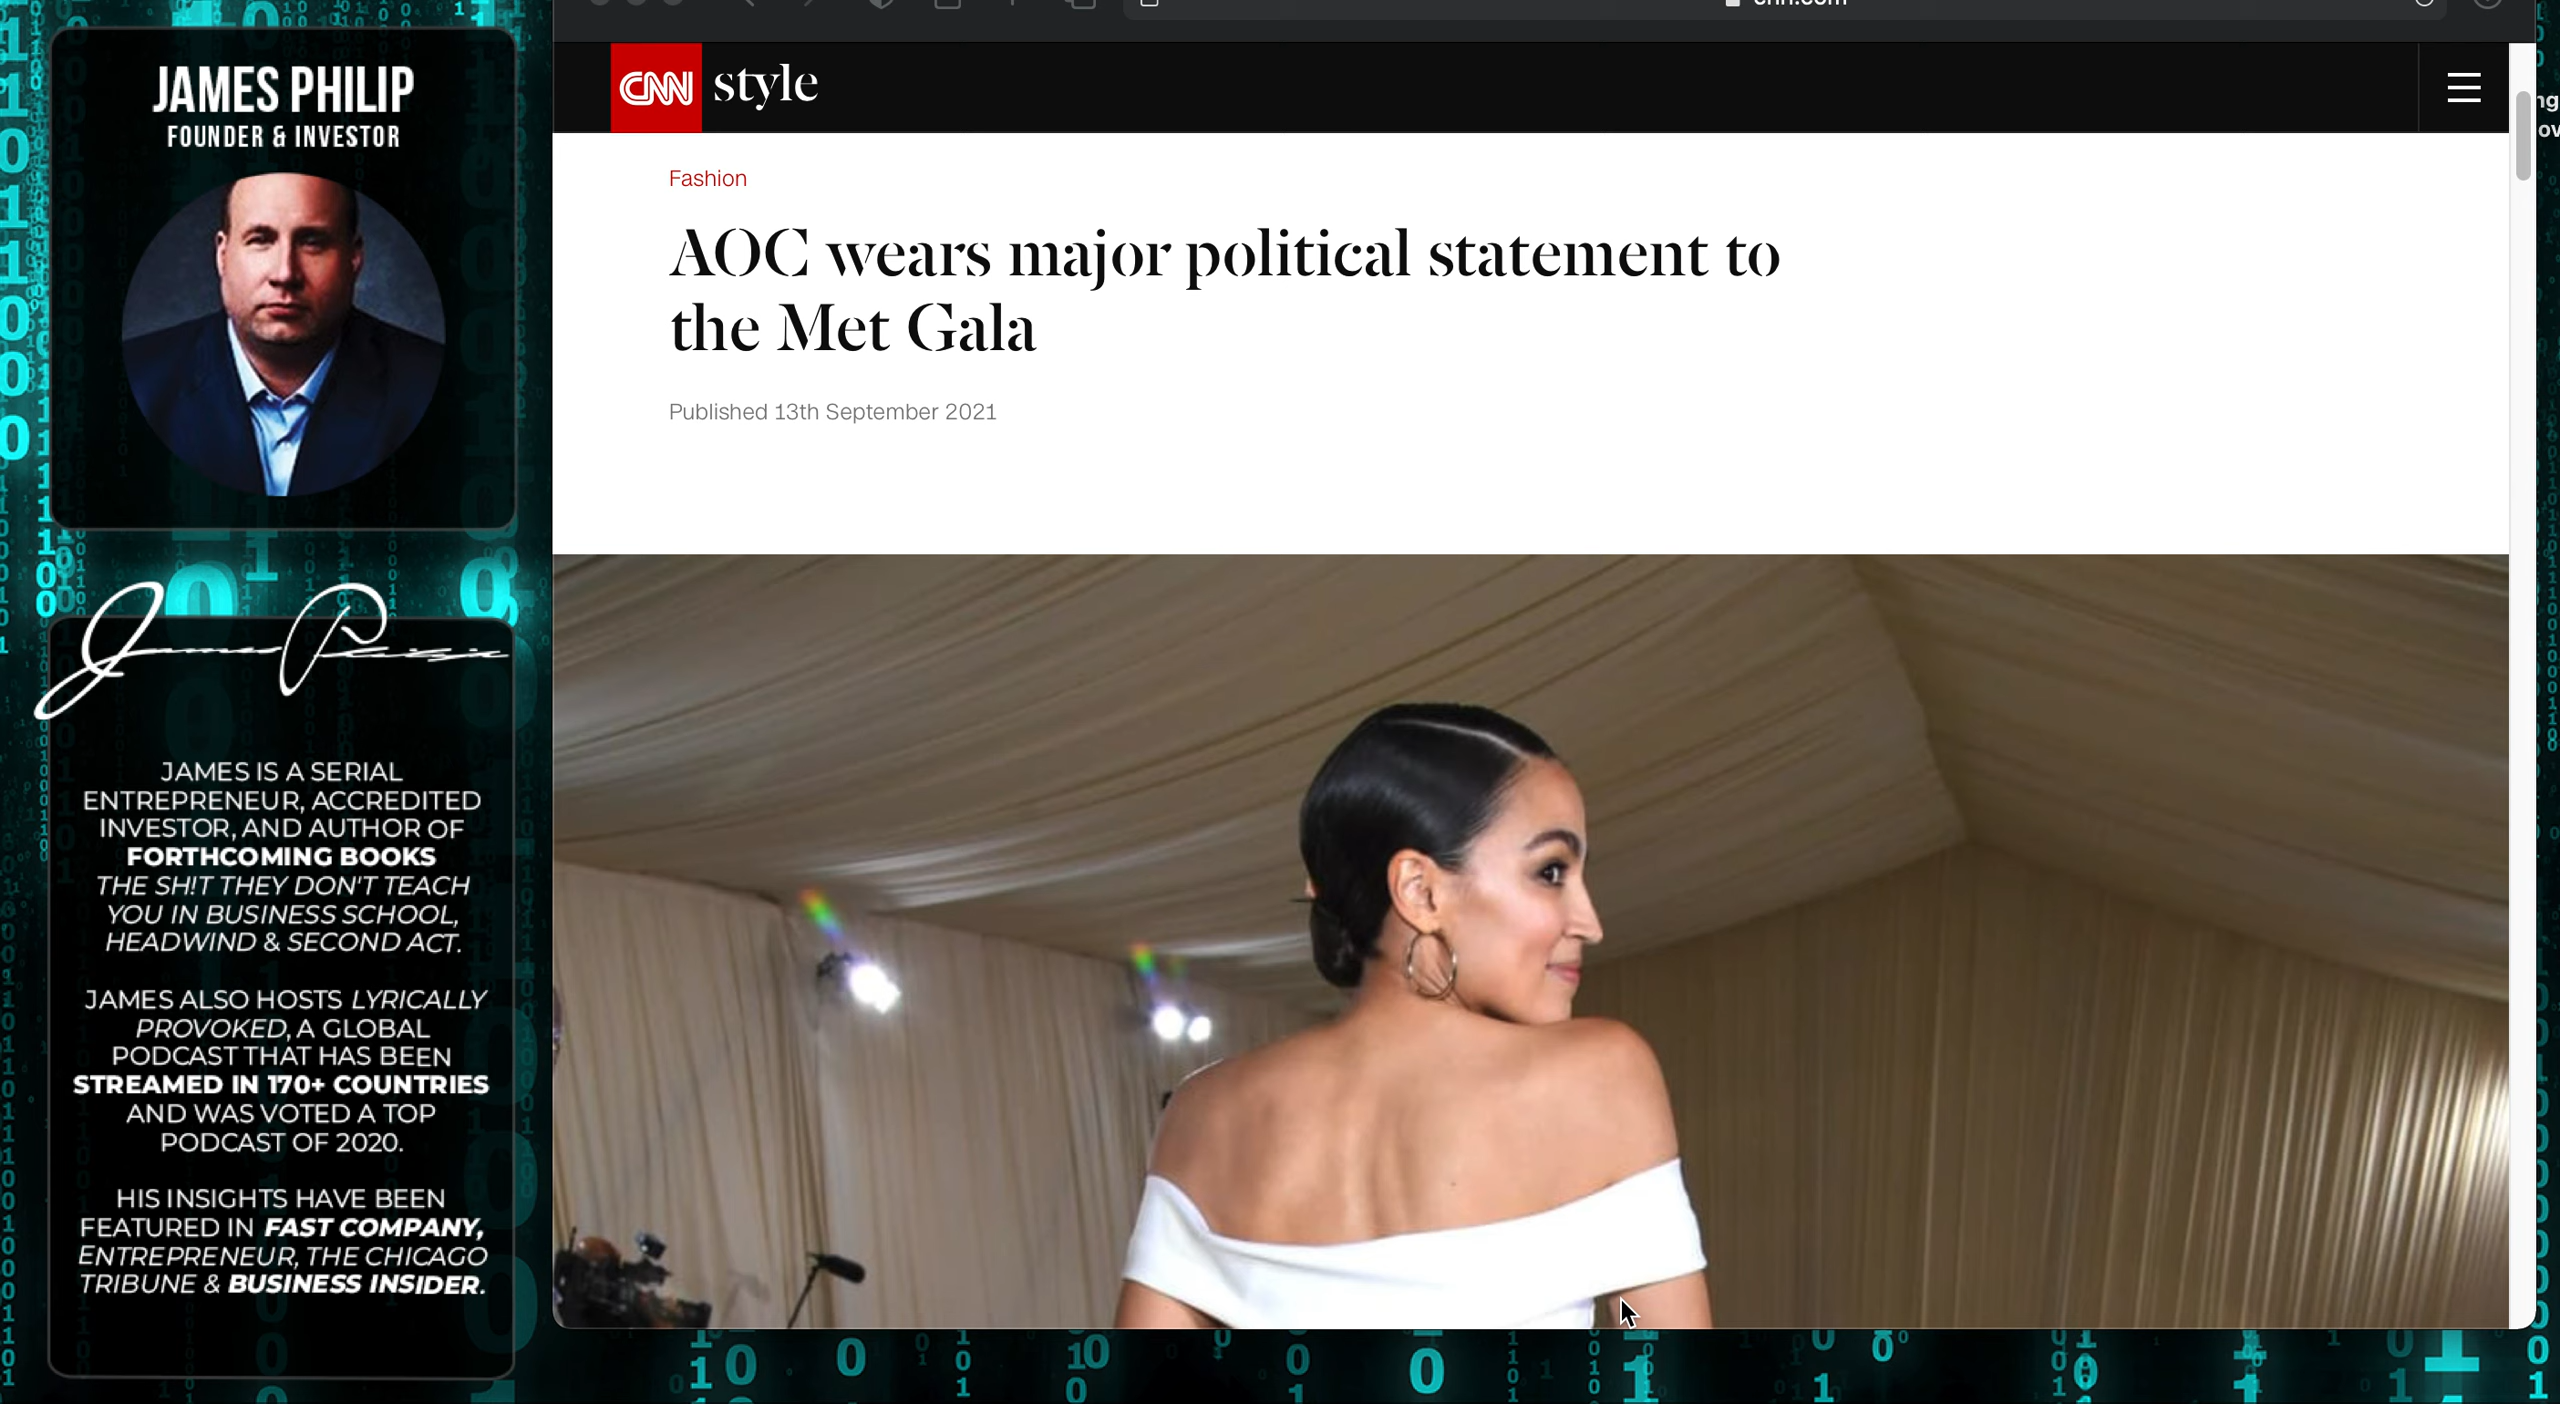 JAMES PHILIP
FOUNDER & INVESTOR
James
JAMES IS A SERIAL
ENTREPRENEUR, ACCREDITED
INVESTOR, AND AUTHOR OF
FORTHCOMING BOOKS
THE SH!T THEY DON'T TEACH
YOU IN BUSINESS SCHOOL,
HEADWIND & SECOND ACT.
JAMES ALSO HOSTS LYRICALLY
PROVOKED, A GLOBAL
PODCAST THAT HAS BEEN
STREAMED IN 170+ COUNTRIES
AND WAS VOTED A TOP
PODCAST OF 2020.
HIS INSIGHTS HAVE BEEN
FEATURED IN FAST COMPANY,
ENTREPRENEUR, THE CHICAGO
TRIBUNE & BUSINESS INSIDER.
cnn.com
CNN style
Fashion
AOC wears major political statement to
the Met Gala
Published 13th September 2021